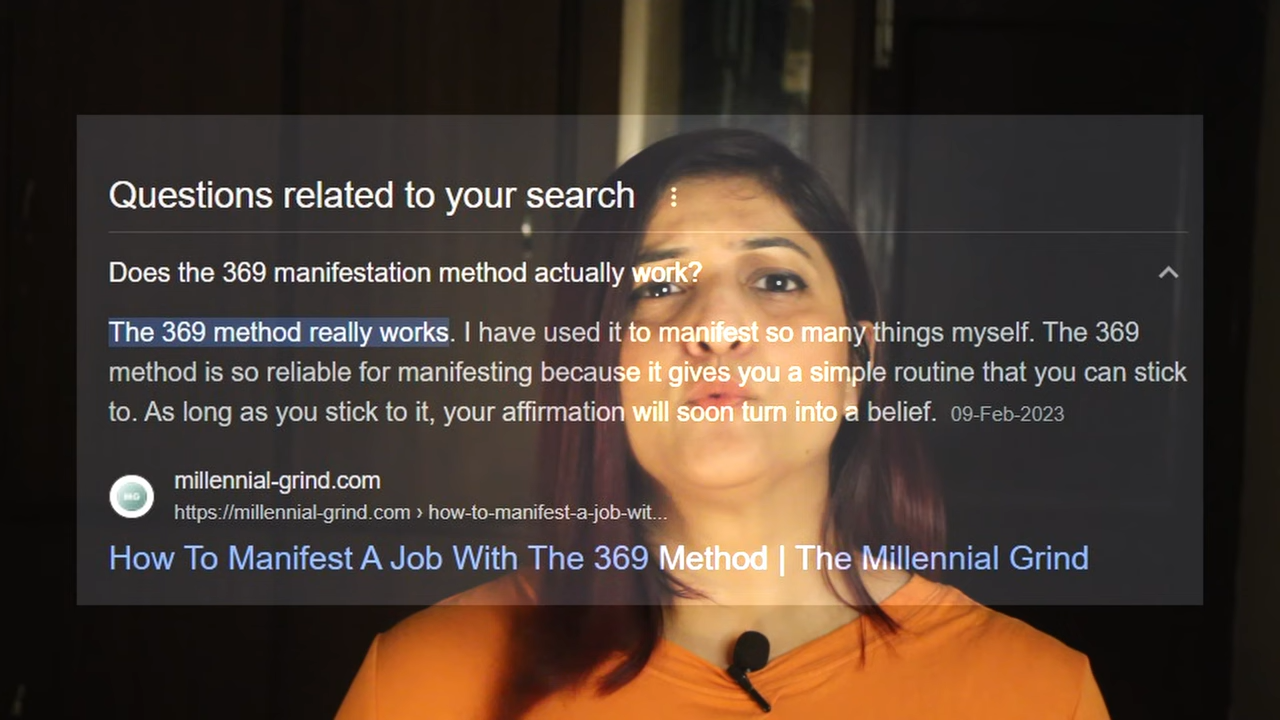 Questions related to your search
Does the 369 manifestation method actually work?
The 369 method really works. I have used it to manifest so many things myself. The 369
method is so reliable for manifesting because it gives you a simple routine that you can stick
to. As long as you stick to it, your affirmation will soon turn into a belief. 09-Feb-2023
millennial-grind.com
https://millennial-grind.com › how-to-manifest-a-job-wit...
How To Manifest A Job With The 369 Method | The Millennial Grind